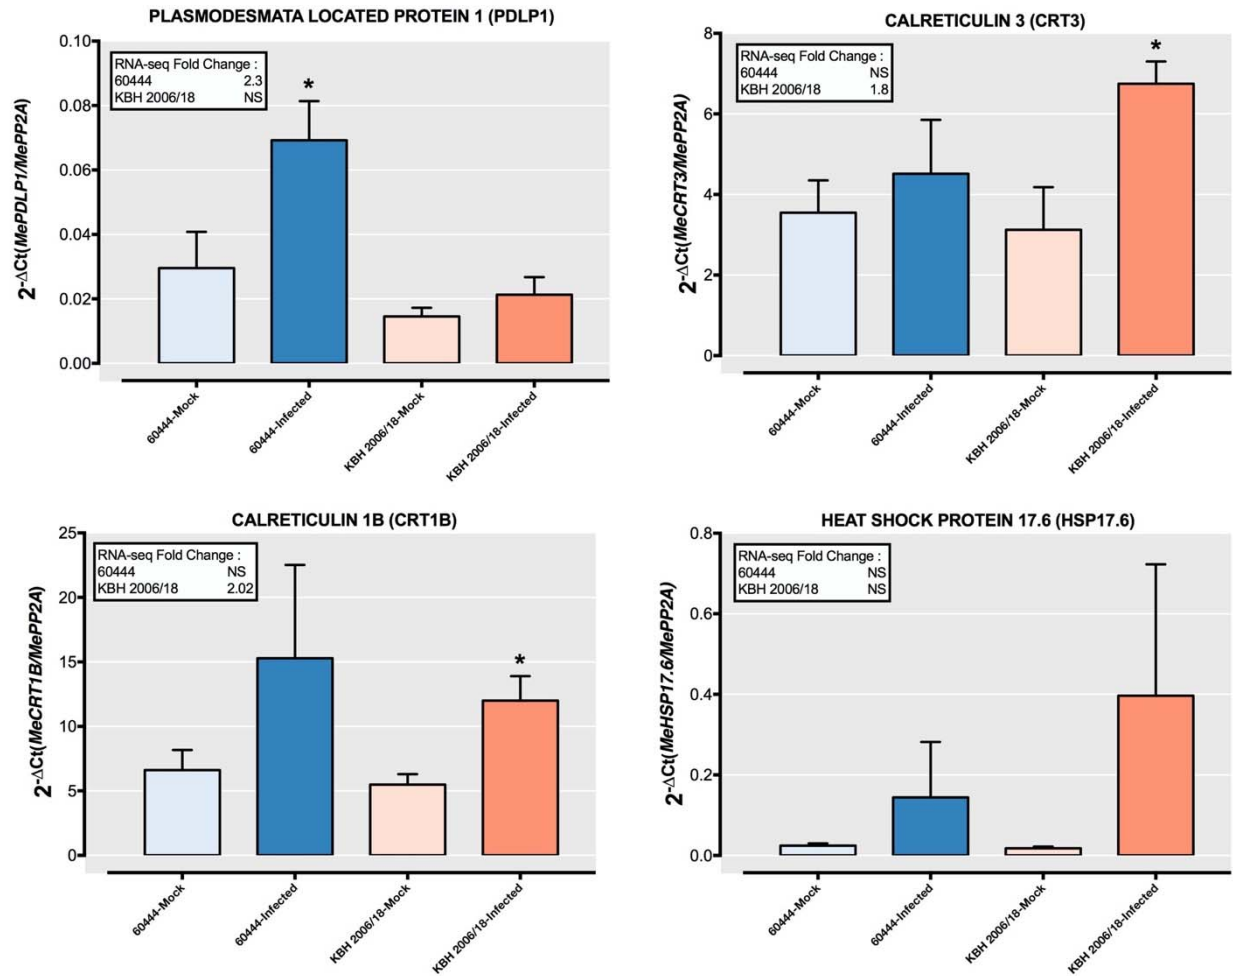 PLASMODESMATA LOCATED PROTEIN 1 (PDLP1)
2-ΔCt(MePDLP1/MePP2A)
0.10
0.08
0.06
0.04
0.02
0.00
RNA-seq Fold Change :
60444 2.3
KBH 2006/18 NS
*
60444-Mock
60444-Infected
KBH 2006/18-Mock
KBH 2006/18-Infected
CALRETICULIN 3 (CRT3)
2-ΔCt(MeCRT3/MePP2A)
8
6
4
2
0
RNA-seq Fold Change :
60444 NS
KBH 2006/18 1.8
*
60444-Mock
60444-Infected
KBH 2006/18-Mock
KBH 2006/18-Infected
CALRETICULIN 1B (CRT1B)
2-ΔCt(MeCRT1B/MePP2A)
25
20
15
10
5
0
RNA-seq Fold Change :
60444 NS
KBH 2006/18 2.02
*
60444-Mock
60444-Infected
KBH 2006/18-Mock
KBH 2006/18-Infected
HEAT SHOCK PROTEIN 17.6 (HSP17.6)
2-ΔCt(MeHSP17.6/MePP2A)
0.8
0.6
0.4
0.2
0.0
RNA-seq Fold Change :
60444 NS
KBH 2006/18 NS
60444-Mock
60444-Infected
KBH 2006/18-Mock
KBH 2006/18-Infected